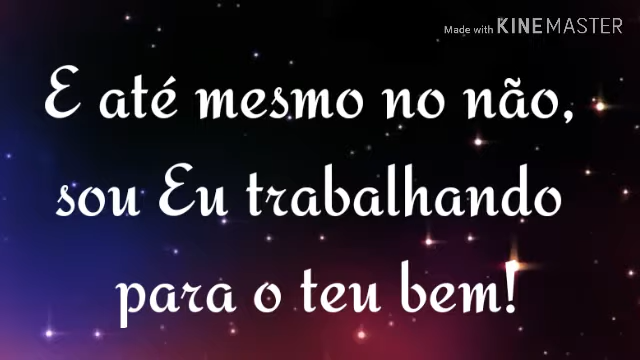 Made with KINEMASTER
E até mesmo no não,
sou Eu trabalhando
para o teu bem!